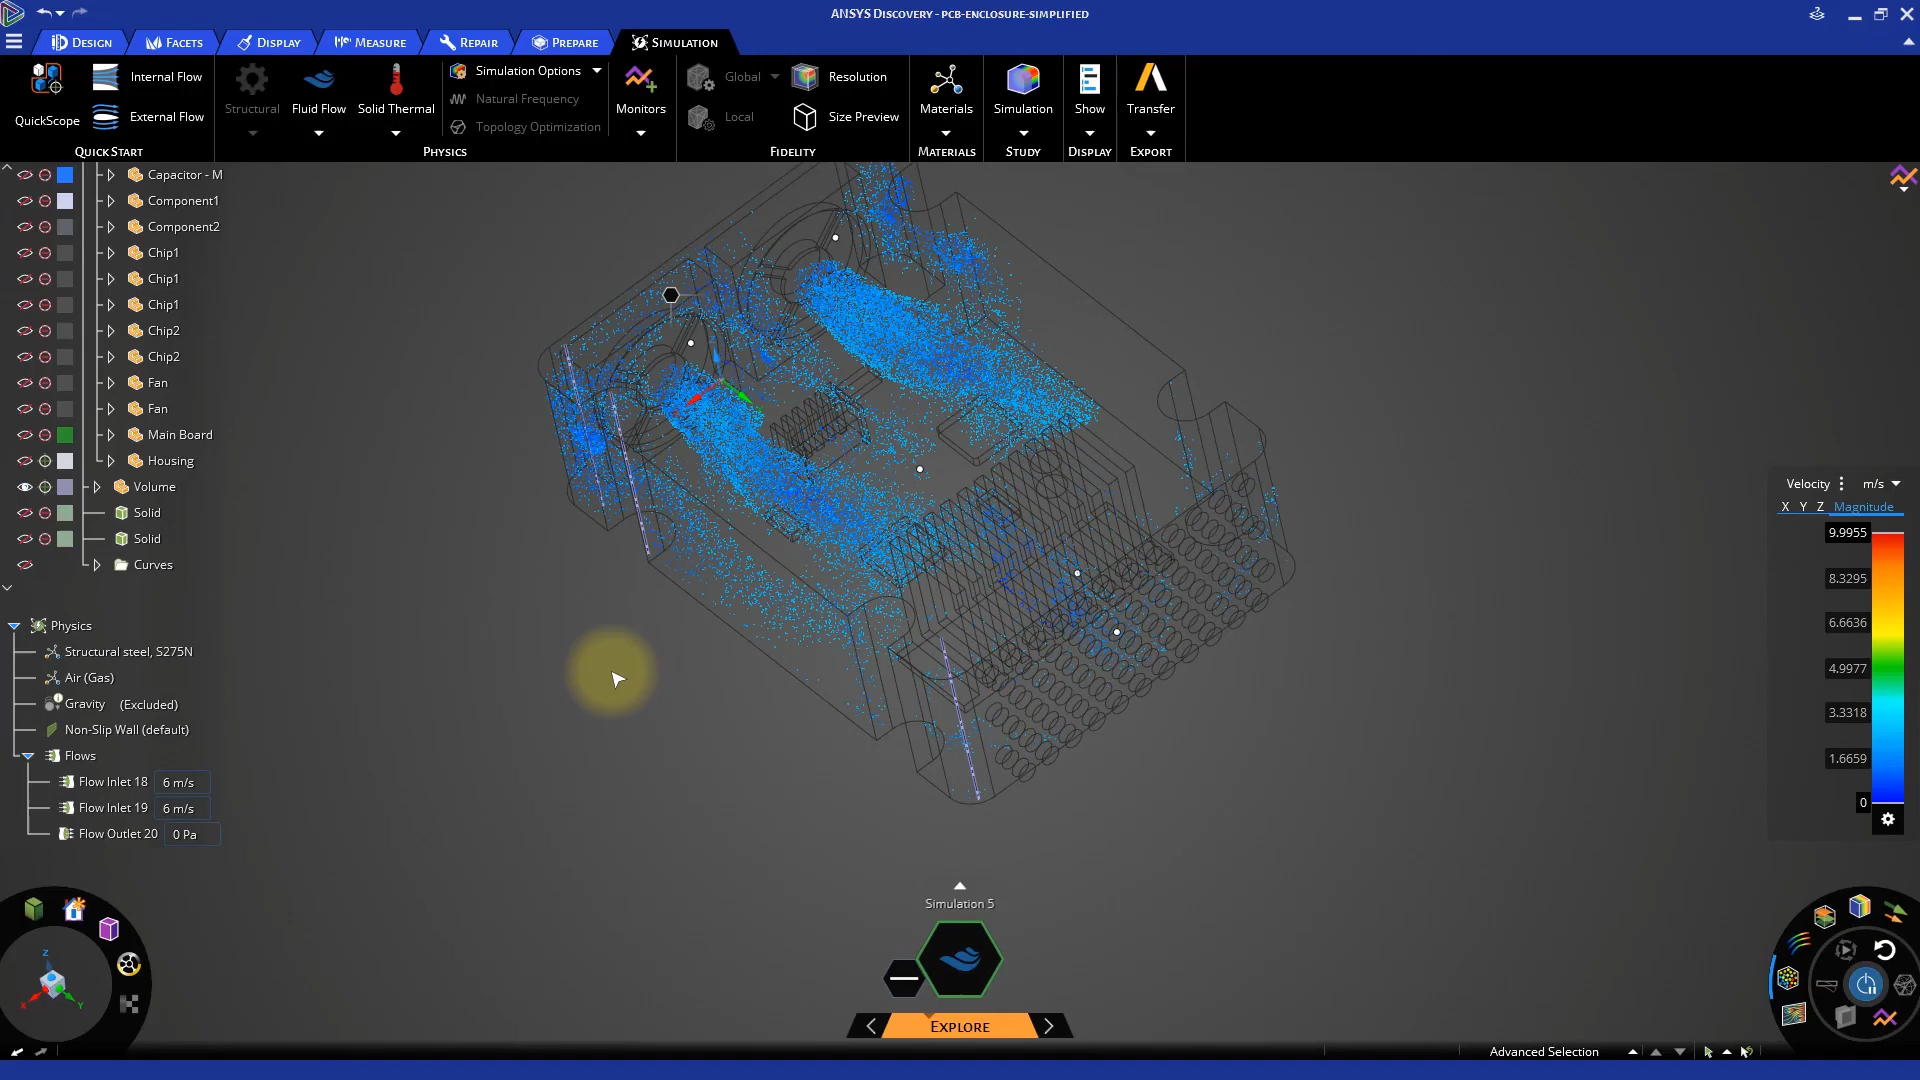 ANSYS Discovery - pcb-enclosure-simplified
Design
Facets
Display
Measure
Repair
Prepare
Simulation
QuickScope
Internal Flow
External Flow
Quick Start
Structural
Fluid Flow
Solid Thermal
Simulation Options
Natural Frequency
Topology Optimization
Physics
Monitors
Global
Local
Resolution
Size Preview
Fidelity
Materials
Materials
Simulation
Study
Show
Display
Transfer
Export
Capacitor - M
Component1
Component2
Chip1
Chip1
Chip1
Chip2
Chip2
Fan
Fan
Main Board
Housing
Volume
Solid
Solid
Curves
Physics
Structural steel, S275N
Air (Gas)
Gravity (Excluded)
Non-Slip Wall (default)
Flows
Flow Inlet 18 6 m/s
Flow Inlet 19 6 m/s
Flow Outlet 20 0 Pa
Velocity m/s
X Y Z Magnitude
9.9955
8.3295
6.6636
4.9977
3.3318
1.6659
0
Simulation 5
Explore
Z
X
Y
Advanced Selection